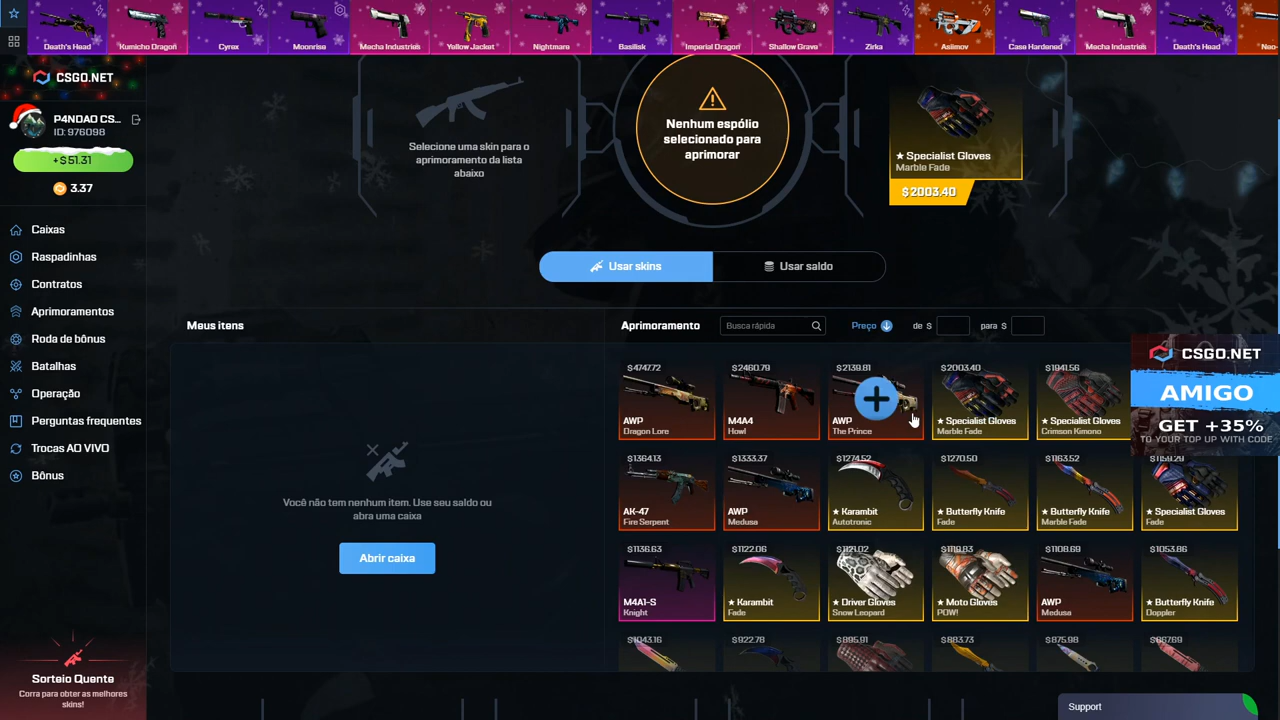 Death's Head
Kumicho Dragon
Cyrex
Moonrise
Mecha Industries
Yellow Jacket
Nightmare
Basilisk
Imperial Dragon
Shallow Grave
Zirka
Asiimov
Case Hardened
Mecha Industries
Death's Head
CSGO.NET
P4NDAO CS...
ID: 976098
+$51.31
3.37
Caixas
Raspadinhas
Contratos
Aprimoramentos
Roda de bônus
Batalhas
Operação
Perguntas frequentes
Trocas AO VIVO
Bônus
Sorteio Quente
Corra para obter as melhores
skins!
Selecione uma skin para o
aprimoramento da lista
abaixo
Nenhum espólio
selecionado para
aprimorar
★ Specialist Gloves
Marble Fade
$2003.40
Usar skins
Usar saldo
Meus itens
Você não tem nenhum item. Use seu saldo ou
abra uma caixa
Abrir caixa
Aprimoramento
Busca rápida
Preço
de $
para $
$4747.72
AWP
Dragon Lore
$2460.79
M4A4
Howl
$2139.81
AWP
The Prince
$2003.40
★ Specialist Gloves
Marble Fade
$1941.56
★ Specialist Gloves
Crimson Kimono
$1364.13
AK-47
Fire Serpent
$1333.37
AWP
Medusa
$1274.52
★ Karambit
Autotronic
$1270.50
★ Butterfly Knife
Fade
$1163.52
★ Butterfly Knife
Marble Fade
$1159.29
★ Specialist Gloves
Fade
$1136.63
M4A1-S
Knight
$1122.06
★ Karambit
Fade
$1121.02
★ Driver Gloves
Snow Leopard
$1119.83
★ Moto Gloves
POW!
$1108.69
AWP
Medusa
$1053.86
★ Butterfly Knife
Doppler
$1043.16
$922.78
$895.91
$883.73
$875.98
$867.69
CSGO.NET
AMIGO
GET +35%
TO YOUR TOP UP WITH CODE
Support